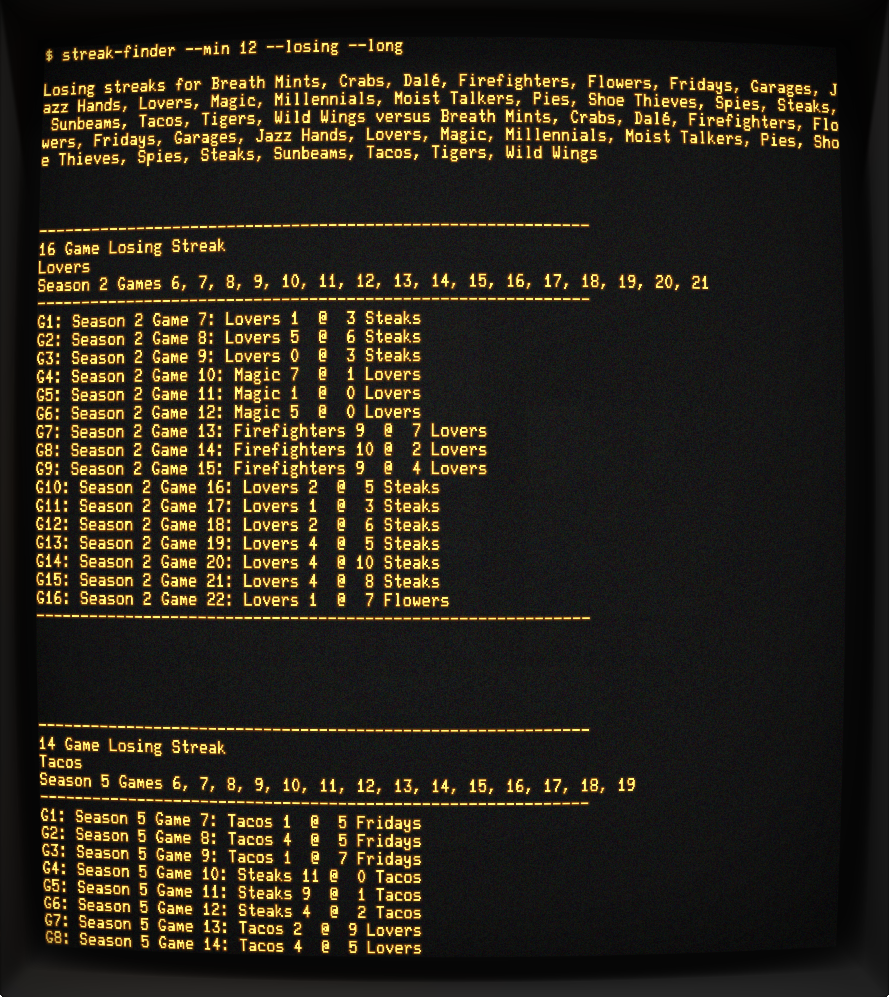 $ streak-finder --min 12 --losing --long
Losing streaks for Breath Mints, Crabs, Dalé, Firefighters, Flowers, Fridays, Garages, J
azz Hands, Lovers, Magic, Millennials, Moist Talkers, Pies, Shoe Thieves, Spies, Steaks,
 Sunbeams, Tacos, Tigers, Wild Wings versus Breath Mints, Crabs, Dalé, Firefighters, Flo
wers, Fridays, Garages, Jazz Hands, Lovers, Magic, Millennials, Moist Talkers, Pies, Sho
e Thieves, Spies, Steaks, Sunbeams, Tacos, Tigers, Wild Wings
------------------------------------------------------------
16 Game Losing Streak
Lovers
Season 2 Games 6, 7, 8, 9, 10, 11, 12, 13, 14, 15, 16, 17, 18, 19, 20, 21
------------------------------------------------------------
G1: Season 2 Game 7: Lovers 1  @  3 Steaks
G2: Season 2 Game 8: Lovers 5  @  6 Steaks
G3: Season 2 Game 9: Lovers 0  @  3 Steaks
G4: Season 2 Game 10: Magic 7  @  1 Lovers
G5: Season 2 Game 11: Magic 1  @  0 Lovers
G6: Season 2 Game 12: Magic 5  @  0 Lovers
G7: Season 2 Game 13: Firefighters 9  @  7 Lovers
G8: Season 2 Game 14: Firefighters 10 @  2 Lovers
G9: Season 2 Game 15: Firefighters 9  @  4 Lovers
G10: Season 2 Game 16: Lovers 2  @  5 Steaks
G11: Season 2 Game 17: Lovers 1  @  3 Steaks
G12: Season 2 Game 18: Lovers 2  @  6 Steaks
G13: Season 2 Game 19: Lovers 4  @  5 Steaks
G14: Season 2 Game 20: Lovers 4  @ 10 Steaks
G15: Season 2 Game 21: Lovers 4  @  8 Steaks
G16: Season 2 Game 22: Lovers 1  @  7 Flowers
------------------------------------------------------------
------------------------------------------------------------
14 Game Losing Streak
Tacos
Season 5 Games 6, 7, 8, 9, 10, 11, 12, 13, 14, 15, 16, 17, 18, 19
------------------------------------------------------------
G1: Season 5 Game 7: Tacos 1  @  5 Fridays
G2: Season 5 Game 8: Tacos 4  @  5 Fridays
G3: Season 5 Game 9: Tacos 1  @  7 Fridays
G4: Season 5 Game 10: Steaks 11 @  0 Tacos
G5: Season 5 Game 11: Steaks 9  @  1 Tacos
G6: Season 5 Game 12: Steaks 4  @  2 Tacos
G7: Season 5 Game 13: Tacos 2  @  9 Lovers
G8: Season 5 Game 14: Tacos 4  @  5 Lovers